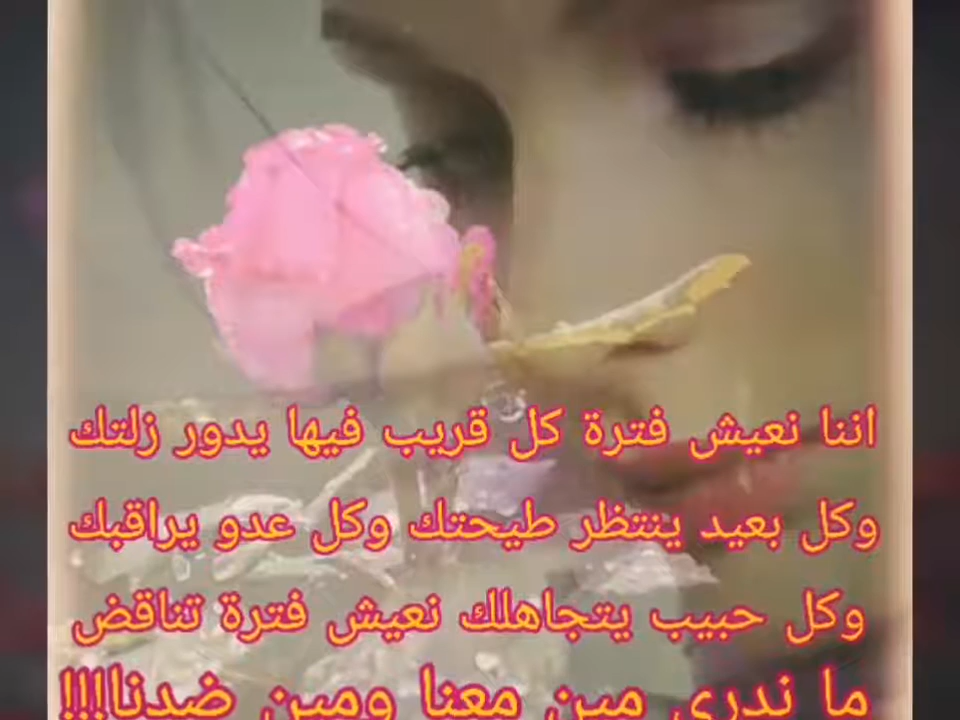 اننا نعيش فترة كل قريب فيها يدور زلتك
وكل بعيد ينتظر طيحتك وكل عدو يراقبك
وكل حبيب يتجاهلك نعيش فترة تناقض
ما ندري مين معنا ومين ضدنا!!!